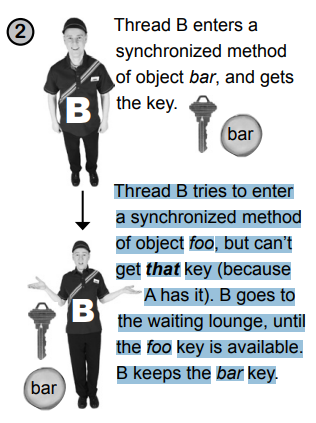 2
Thread B enters a
synchronized method
of object bar, and gets
the key.
B
bar
Thread B tries to enter
a synchronized method
of object foo, but can't
get that key (because
A has it). B goes to
the waiting lounge, until
the foo key is available.
B keeps the bar key.
B
bar